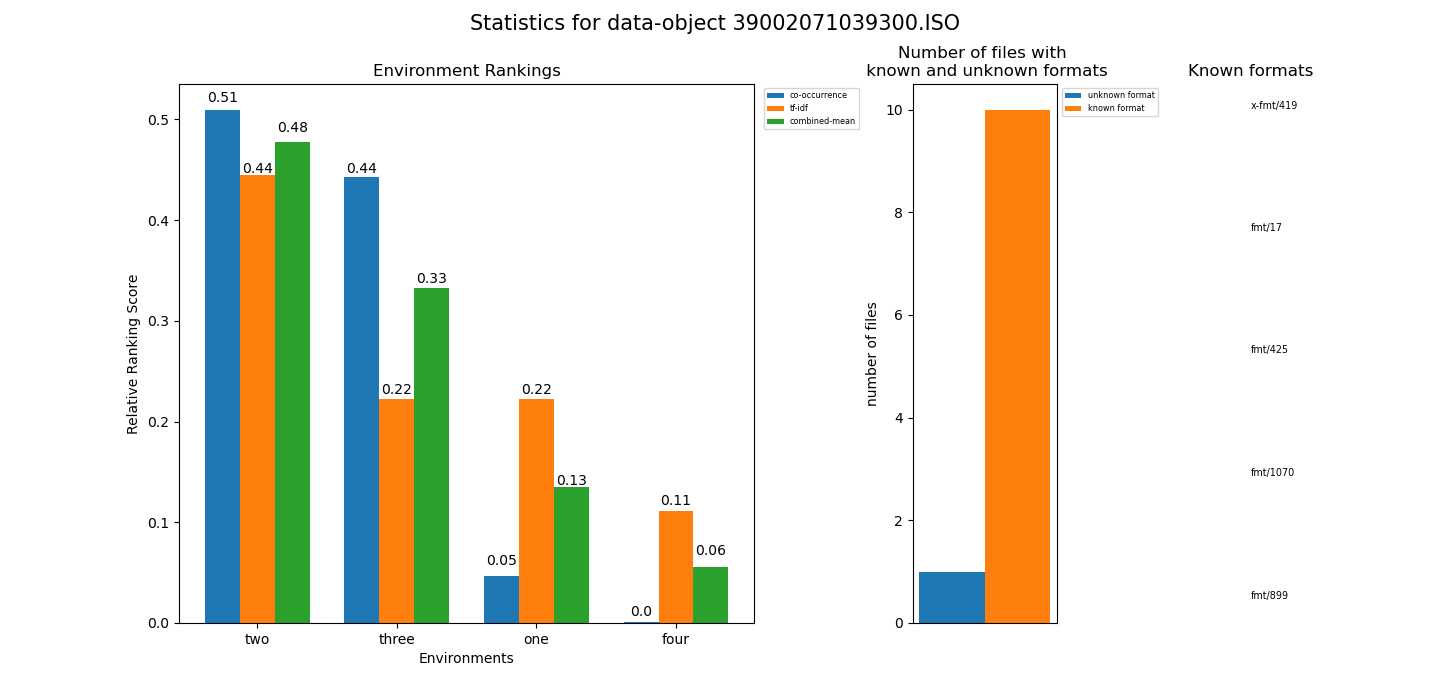 Statistics for data-object 39002071039300.ISO
Environment Rankings
0.5
0.4
0.3
0.2
0.1
0.0
Relative Ranking Score
0.51
0.44
0.48
0.44
0.22
0.33
0.05
0.22
0.13
0.0
0.11
0.06
two
three
one
four
Environments
co-occurrence
tf-idf
combined-mean
Number of files with
known and unknown formats
10
8
6
4
2
0
number of files
unknown format
known format
Known formats
x-fmt/419
fmt/17
fmt/425
fmt/1070
fmt/899